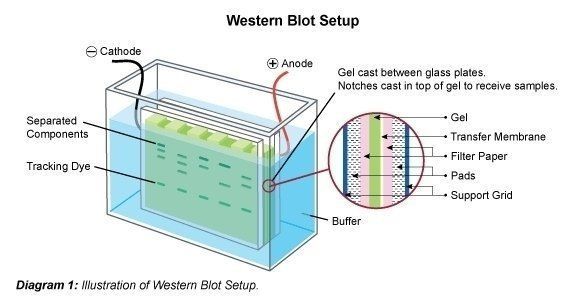 Western Blot Setup
⊖ Cathode
⊕ Anode
Gel cast between glass plates.
Notches cast in top of gel to receive samples.
Separated
Components
Tracking Dye
Gel
Transfer Membrane
Filter Paper
Pads
Support Grid
Buffer
Diagram 1: Illustration of Western Blot Setup.